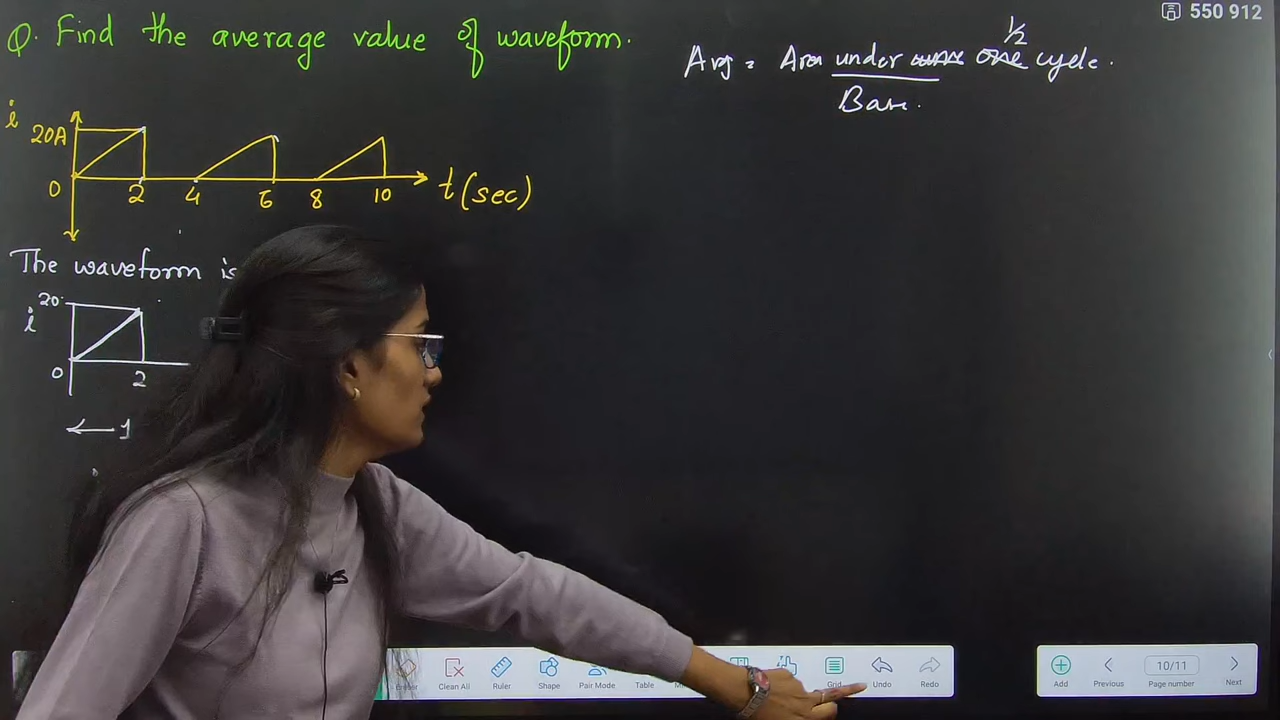 550 912
Q. Find the average value of waveform.
1/2
Avg = Area under one cycle.
Base.
i
20A
0 2 4 6 8 10 t (sec)
The waveform is
20
i
0 2
1
Clean All Ruler Shape Pair Mode Table Grid Undo Redo
Add Previous 10/11 Page number Next